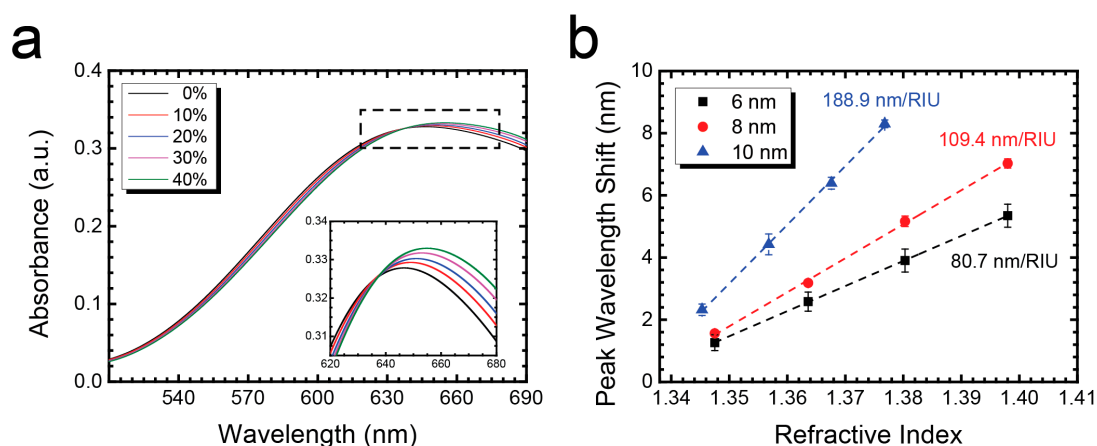 a
Absorbance (a.u.)
0.4
0.3
0.2
0.1
0.0
0%
10%
20%
30%
40%
0.34
0.33
0.32
0.31
620 640 660 680
540 570 600 630 660 690
Wavelength (nm)
b
Peak Wavelength Shift (nm)
10
8
6
4
2
0
6 nm
8 nm
10 nm
188.9 nm/RIU
109.4 nm/RIU
80.7 nm/RIU
1.34 1.35 1.36 1.37 1.38 1.39 1.40 1.41
Refractive Index